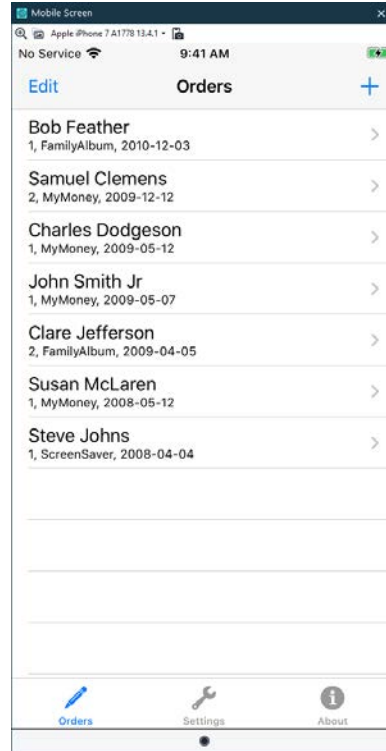 Mobile Screen
Apple iPhone 7 A1778 13.4.1
No Service 9:41 AM
Edit Orders +
Bob Feather
1, FamilyAlbum, 2010-12-03
Samuel Clemens
2, MyMoney, 2009-12-12
Charles Dodgeson
1, MyMoney, 2009-05-12
John Smith Jr
1, MyMoney, 2009-05-07
Clare Jefferson
2, FamilyAlbum, 2009-04-05
Susan McLaren
1, MyMoney, 2008-05-12
Steve Johns
1, ScreenSaver, 2008-04-04
Orders Settings About